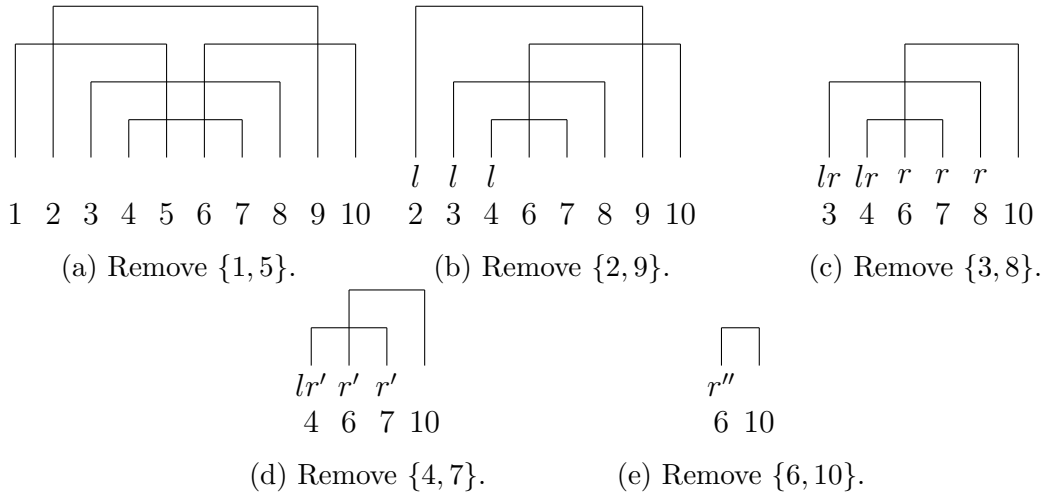 l l l lr lr r r r
1 2 3 4 5 6 7 8 9 10 2 3 4 6 7 8 9 10 3 4 6 7 8 10
(a) Remove {1, 5}. (b) Remove {2, 9}. (c) Remove {3, 8}.
lr′ r′ r′ r′′
4 6 7 10 6 10
(d) Remove {4, 7}. (e) Remove {6, 10}.